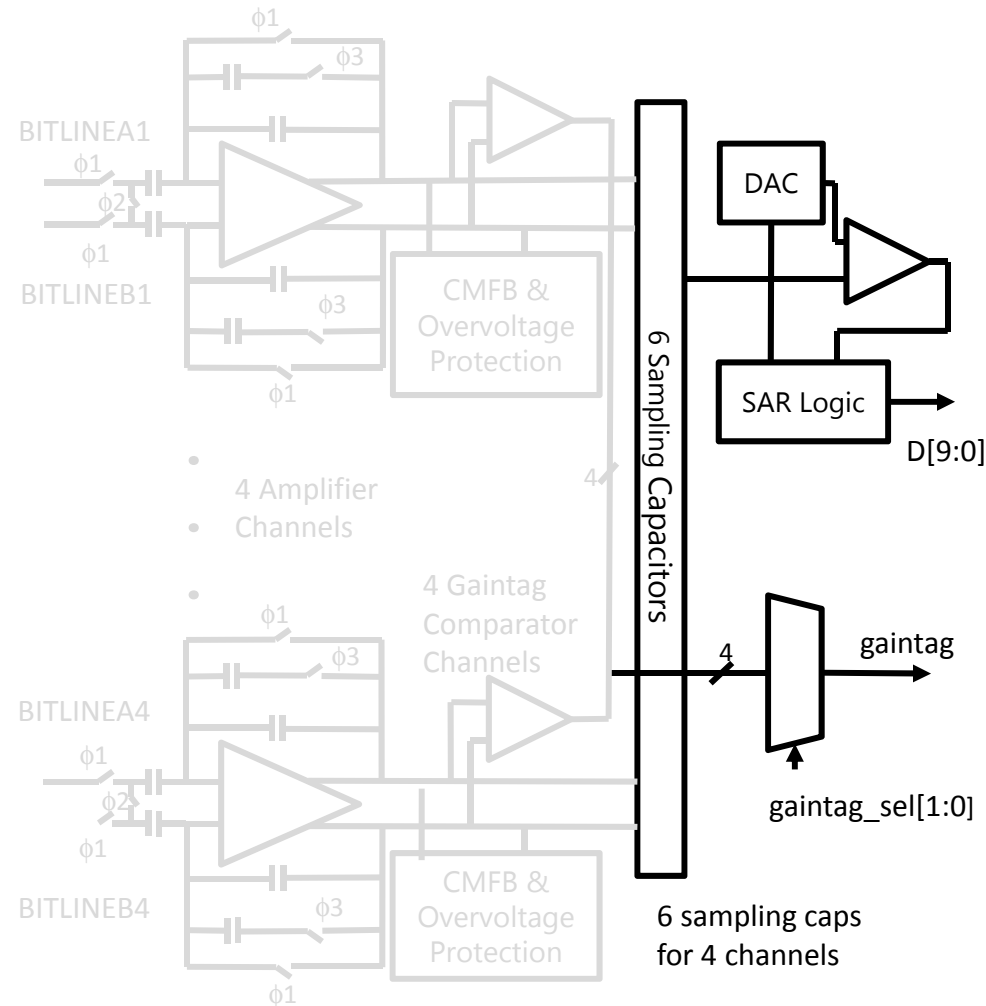 ϕ1
ϕ3
BITLINEA1
ϕ1
ϕ2
ϕ1
BITLINEB1
ϕ3
ϕ1
CMFB &
Overvoltage
Protection
DAC
SAR Logic
D[9:0]
6 Sampling Capacitors
• 4 Amplifier
• Channels
•
4
4 Gaintag
Comparator
Channels
ϕ1
ϕ3
BITLINEA4
ϕ1
ϕ2
ϕ1
BITLINEB4
ϕ3
ϕ1
CMFB &
Overvoltage
Protection
4
gaintag
gaintag_sel[1:0]
6 sampling caps
for 4 channels